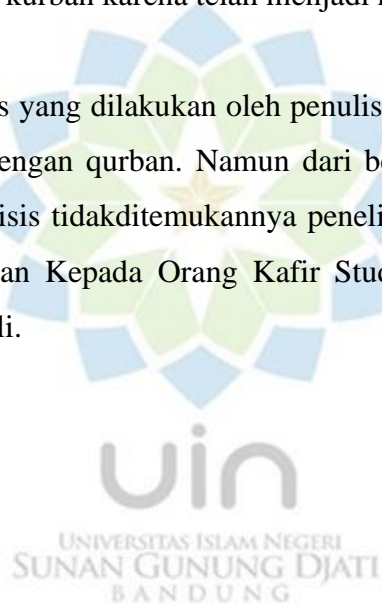 kurban karena telah menjadi
s yang dilakukan oleh penulis
engan qurban. Namun dari be
isis tidakditemukannya peneli
an Kepada Orang Kafir Stud
li.
uin
UNIVERSITAS ISLAM NEGERI
SUNAN GUNUNG DJATI
BANDUNG